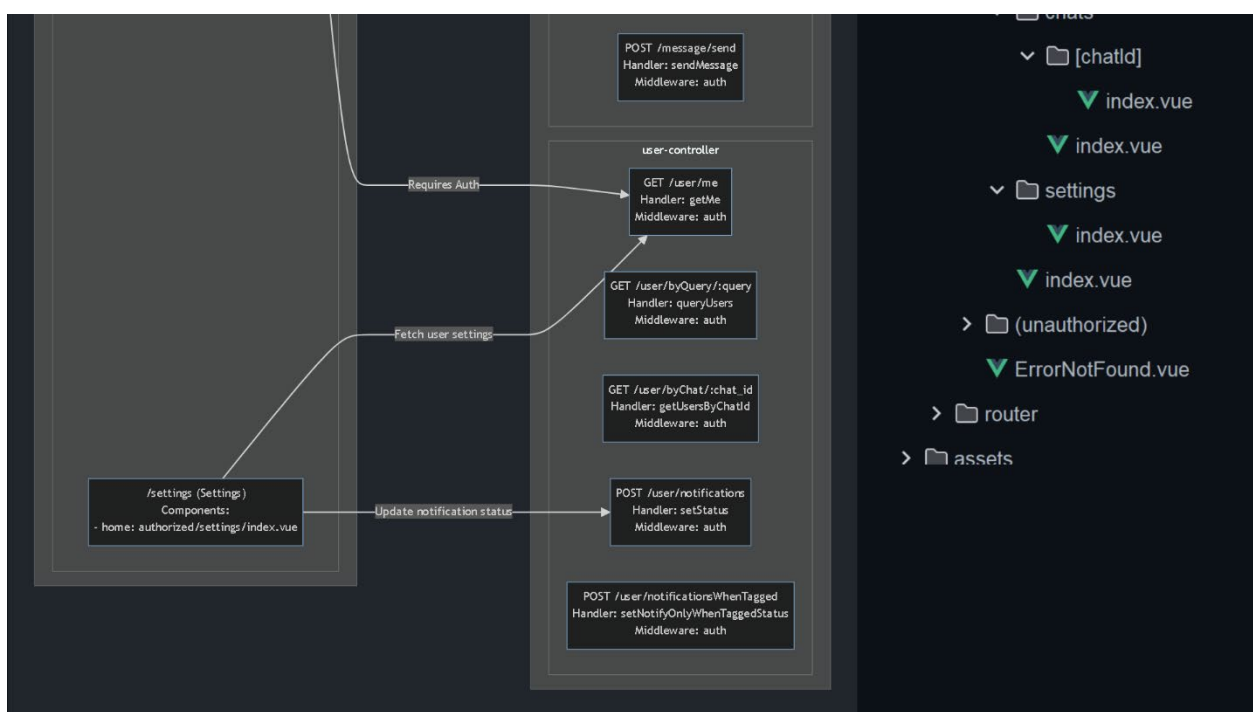 POST /message/send
Handler: sendMessage
Middleware: auth
user-controller
GET /user/me
Handler: getMe
Middleware: auth
Requires Auth
GET /user/byQuery/:query
Handler: queryUsers
Middleware: auth
Fetch user settings
GET /user/byChat/:chat_id
Handler: getUsersByChatId
Middleware: auth
/settings (Settings)
Components:
- home: authorized/settings/index.vue
Update notification status
POST /user/notifications
Handler: setStatus
Middleware: auth
POST /user/notificationsWhenTagged
Handler: setNotifyOnlyWhenTaggedStatus
Middleware: auth
chats
[chatId]
index.vue
index.vue
settings
index.vue
index.vue
(unauthorized)
ErrorNotFound.vue
router
assets